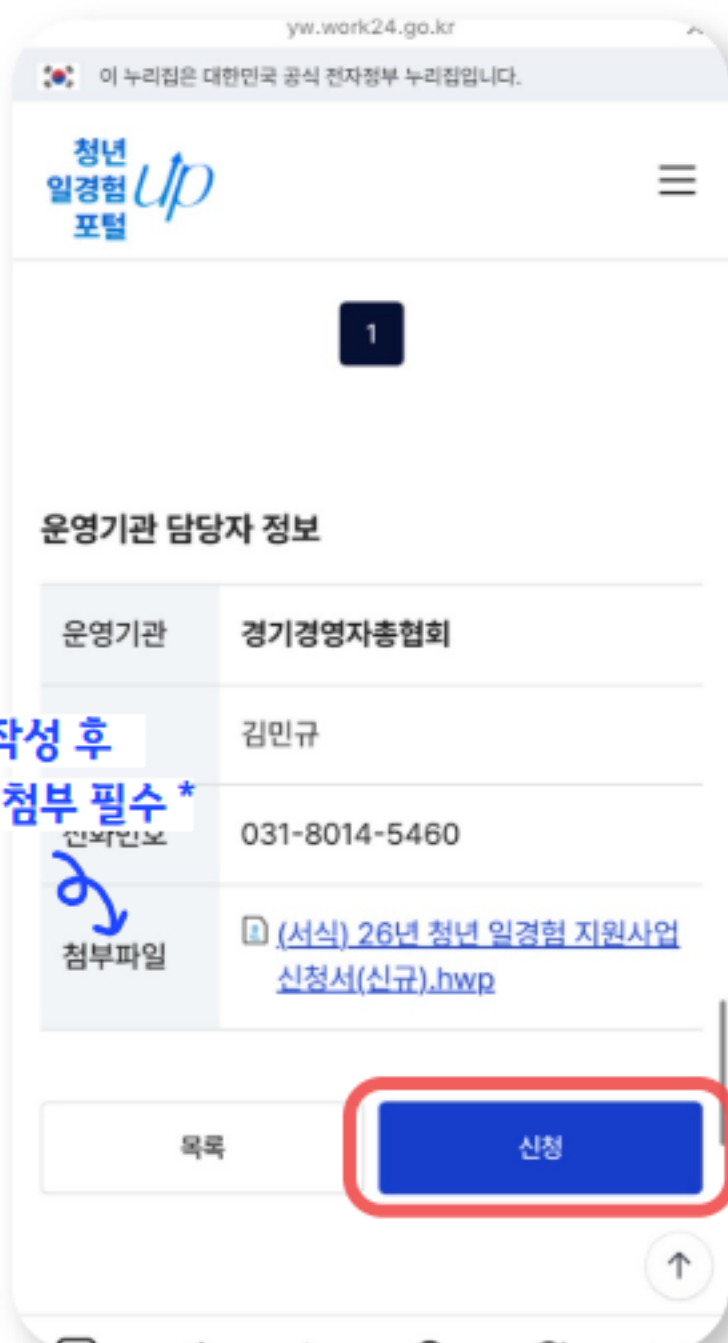 yw.work24.go.kr
이 누리집은 대한민국 공식 전자정부 누리집입니다.
청년
일경험 up
포털
1
운영기관 담당자 정보
운영기관 경기경영자총협회
김민규
작성 후
첨부 필수 *
전화번호 031-8014-5460
첨부파일 (서식) 26년 청년 일경험 지원사업
신청서(신규).hwp
목록 신청